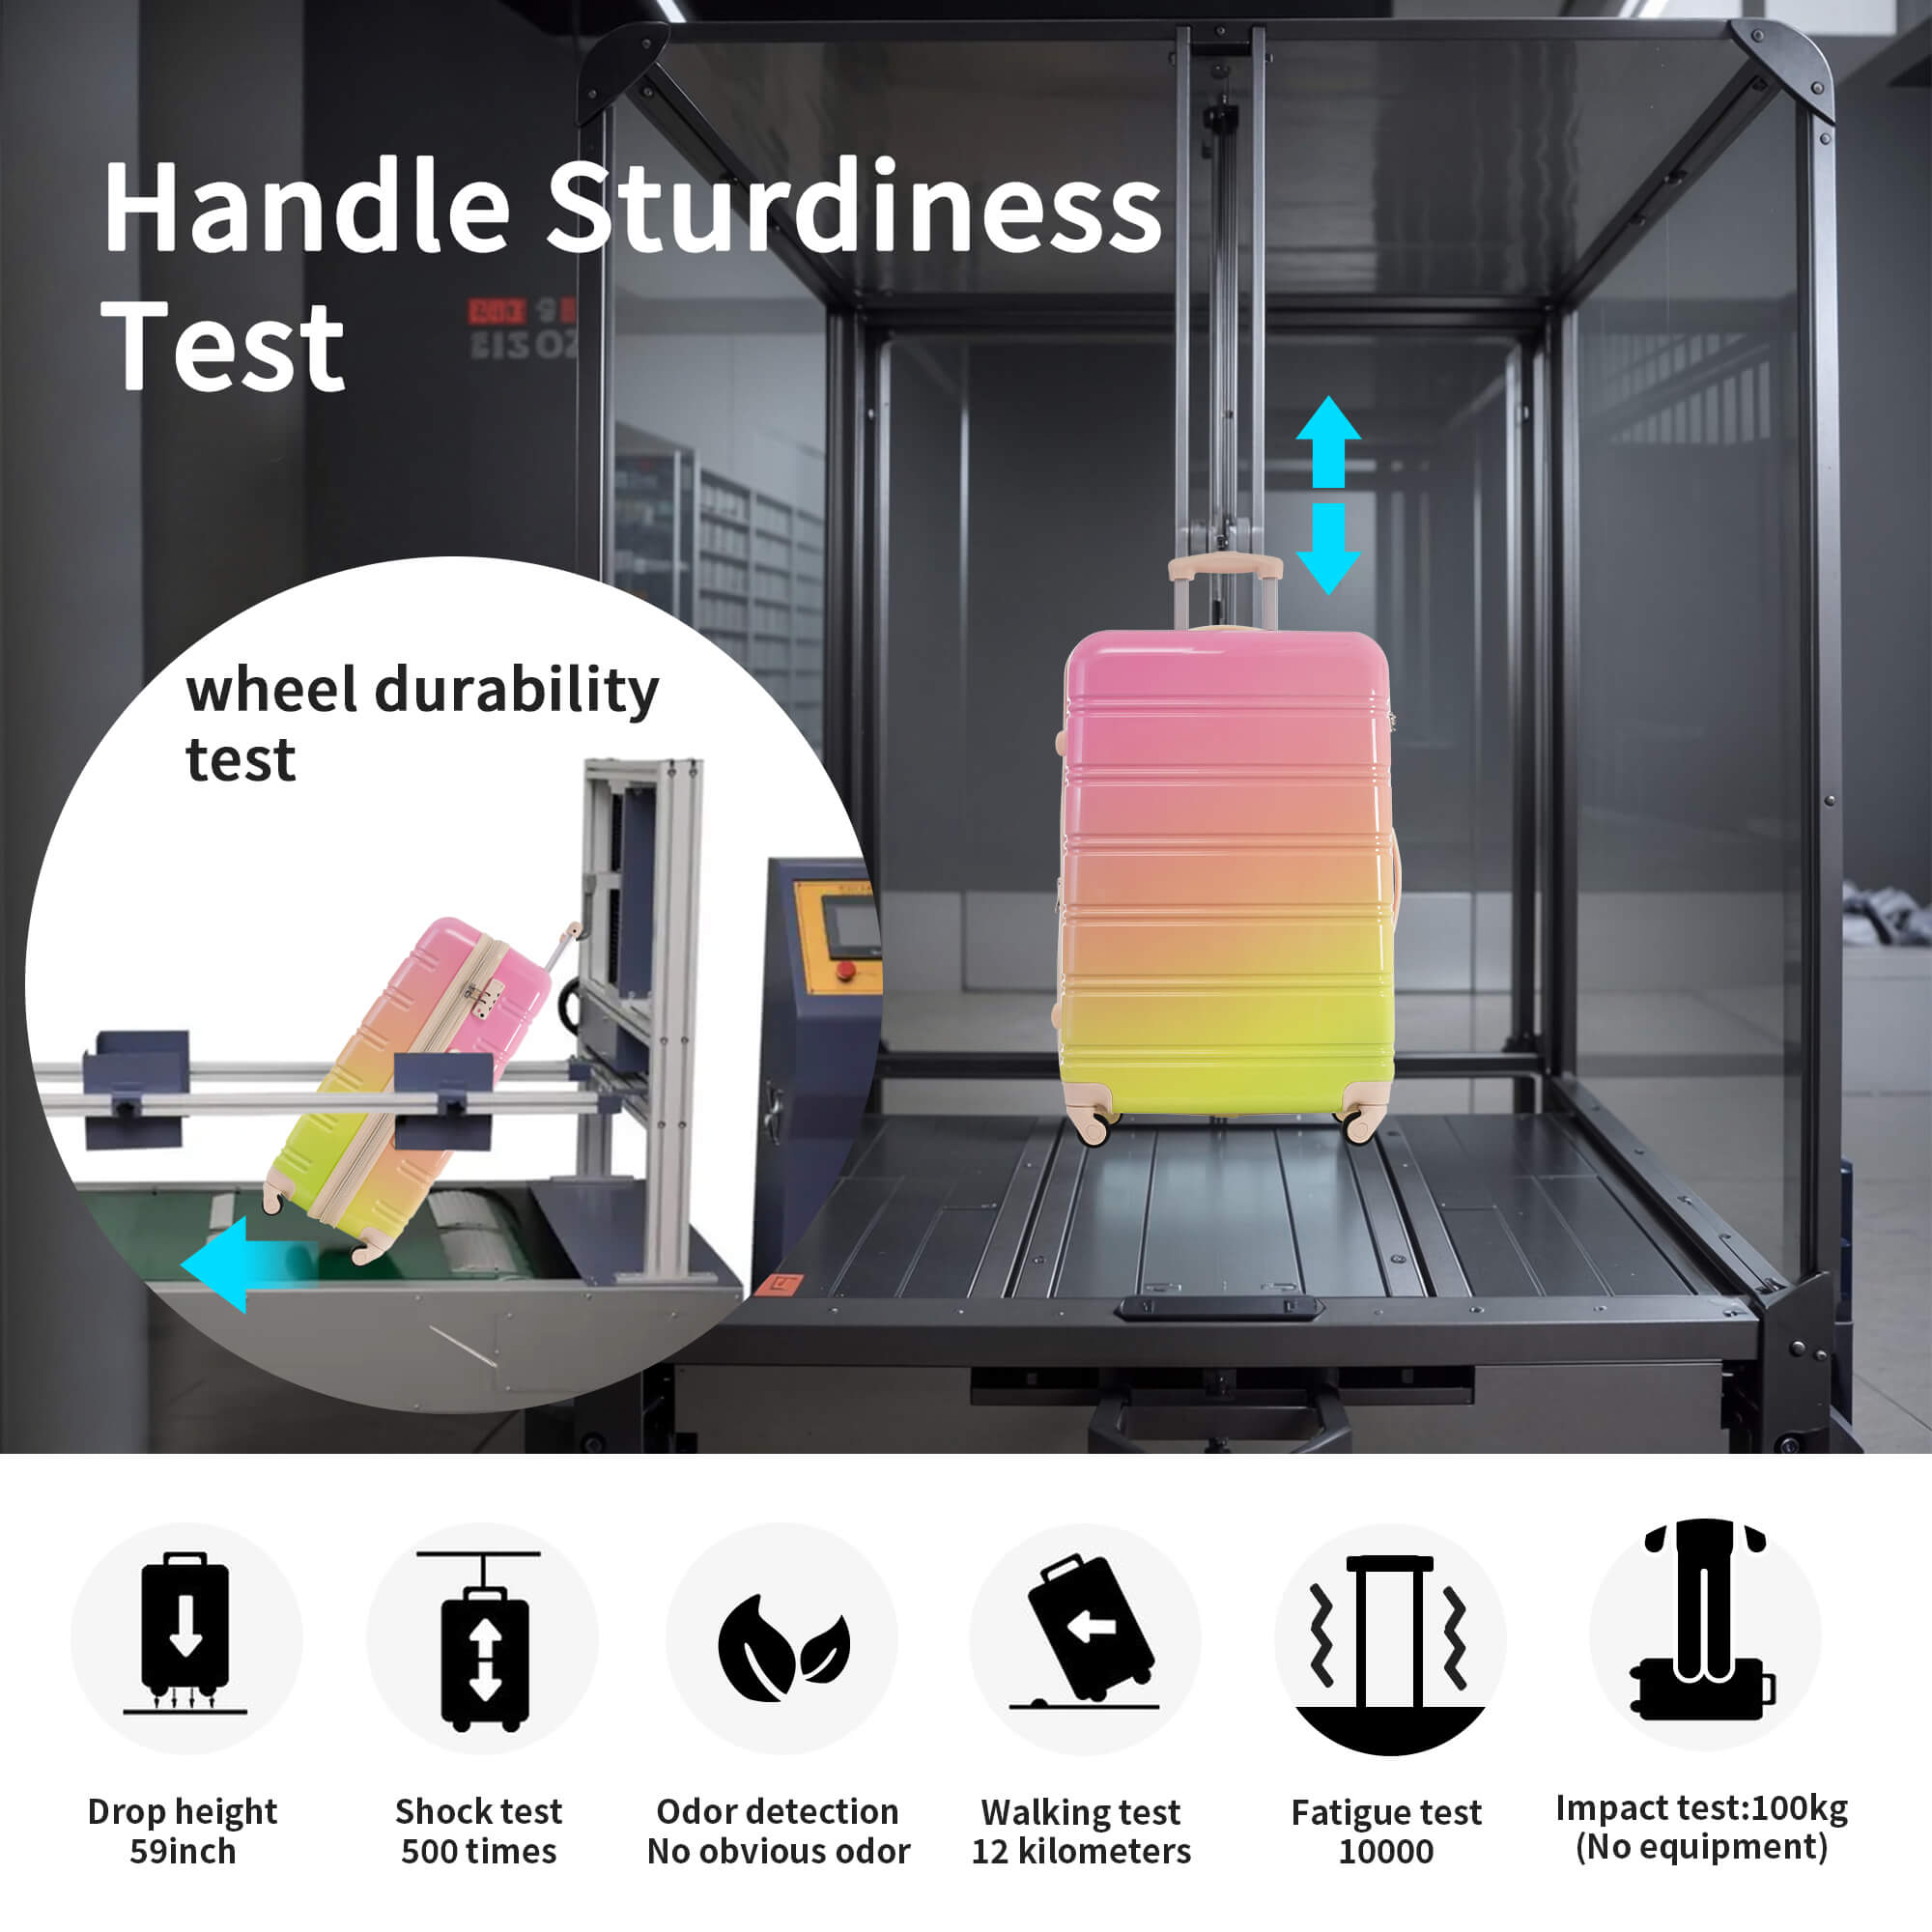 Handle Sturdiness
Test
wheel durability
test
Drop height
59inch
Shock test
500 times
Odor detection
No obvious odor
Walking test
12 kilometers
Fatigue test
10000
Impact test:100kg
(No equipment)